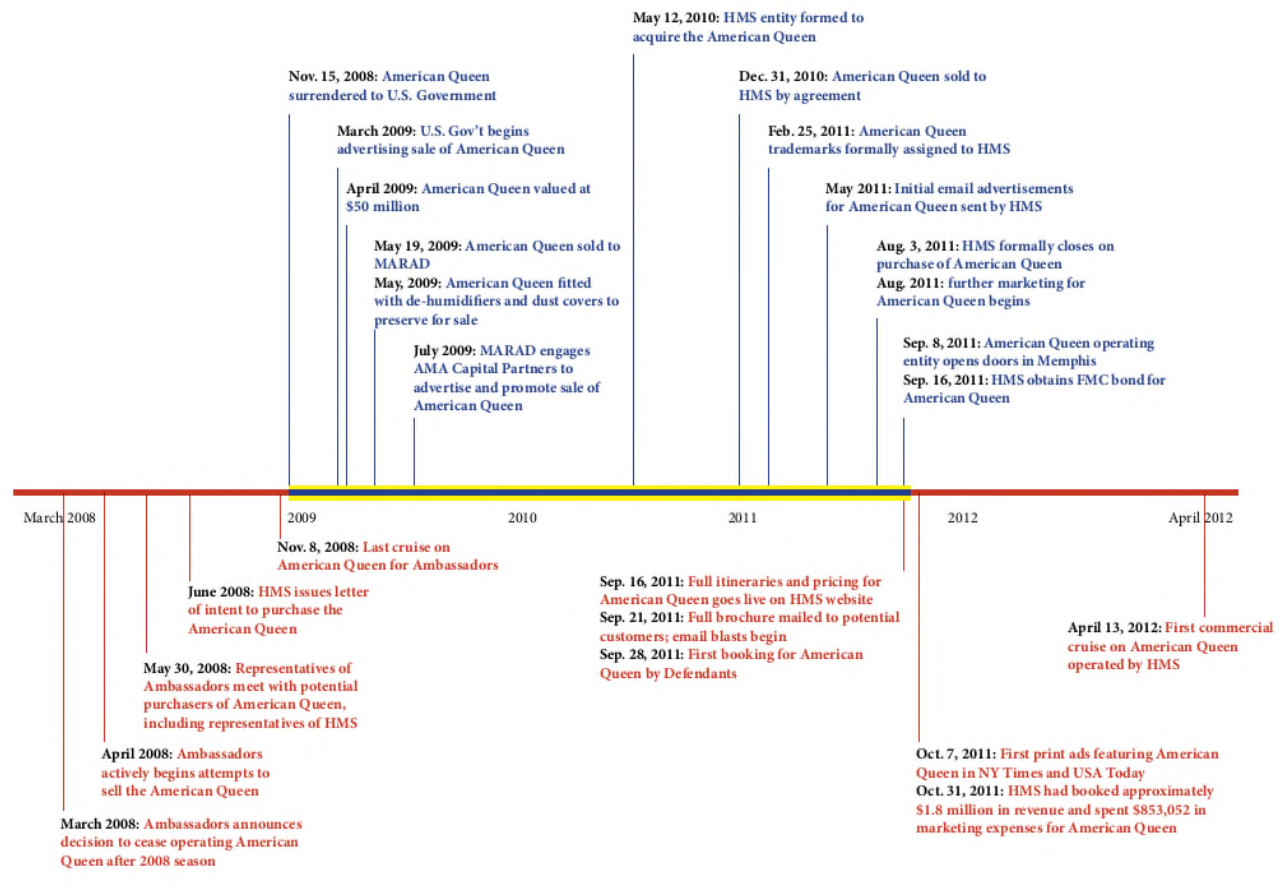 May 12, 2010: HMS entity formed to
acquire the American Queen
Nov. 15, 2008: American Queen
surrendered to U.S. Government
Dec. 31, 2010: American Queen sold to
HMS by agreement
March 2009: U.S. Gov't begins
advertising sale of American Queen
Feb. 25, 2011: American Queen
trademarks formally assigned to HMS
April 2009: American Queen valued at
$50 million
May 2011: Initial email advertisements
for American Queen sent by HMS
May 19, 2009: American Queen sold to
MARAD
May, 2009: American Queen fitted
with de-humidifiers and dust covers to
preserve for sale
Aug. 3, 2011: HMS formally closes on
purchase of American Queen
Aug. 2011: further marketing for
American Queen begins
July 2009: MARAD engages
AMA Capital Partners to
advertise and promote sale of
American Queen
Sep. 8, 2011: American Queen operating
entity opens doors in Memphis
Sep. 16, 2011: HMS obtains FMC bond for
American Queen
March 2008
2009
2010
2011
2012
April 2012
Nov. 8, 2008: Last cruise on
American Queen for Ambassadors
June 2008: HMS issues letter
of intent to purchase the
American Queen
May 30, 2008: Representatives of
Ambassadors meet with potential
purchasers of American Queen,
including representatives of HMS
April 2008: Ambassadors
actively begins attempts to
sell the American Queen
March 2008: Ambassadors announces
decision to cease operating American
Queen after 2008 season
Sep. 16, 2011: Full itineraries and pricing for
American Queen goes live on HMS website
Sep. 21, 2011: Full brochure mailed to potential
customers; email blasts begin
Sep. 28, 2011: First booking for American
Queen by Defendants
April 13, 2012: First commercial
cruise on American Queen
operated by HMS
Oct. 7, 2011: First print ads featuring American
Queen in NY Times and USA Today
Oct. 31, 2011: HMS had booked approximately
$1.8 million in revenue and spent $853,052 in
marketing expenses for American Queen